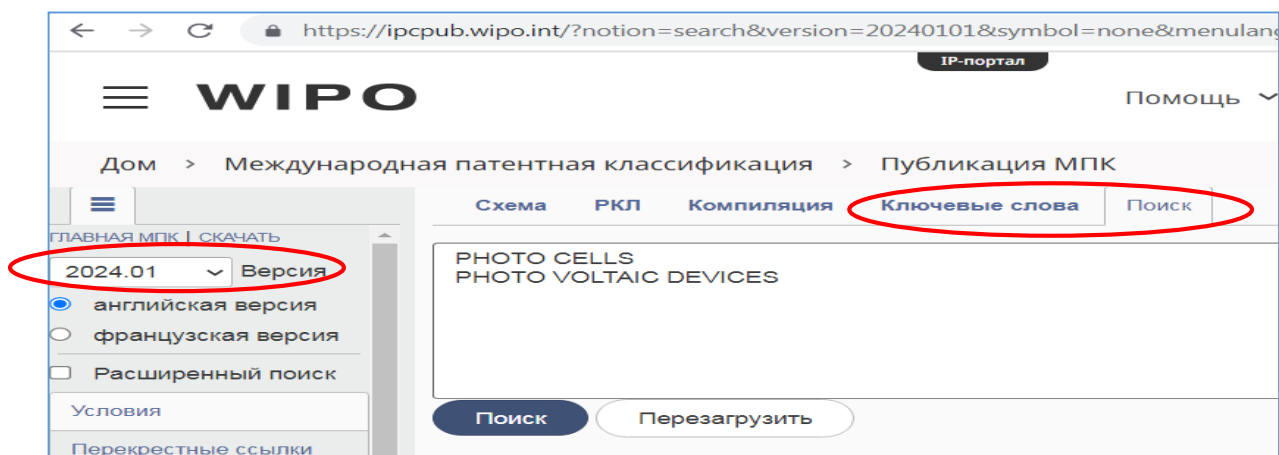 https://ipcpub.wipo.int/?notion=search&version=20240101&symbol=none&menulang
IP-портал
WIPO
Помощь
Дом > Международная патентная классификация > Публикация МПК
Схема РКЛ Компиляция Ключевые слова Поиск
ГЛАВНАЯ МПК | СКАЧАТЬ
2024.01 Версия
английская версия
французская версия
Расширенный поиск
Условия
Перекрестные ссылки
PHOTO CELLS
PHOTO VOLTAIC DEVICES
Поиск Перезагрузить